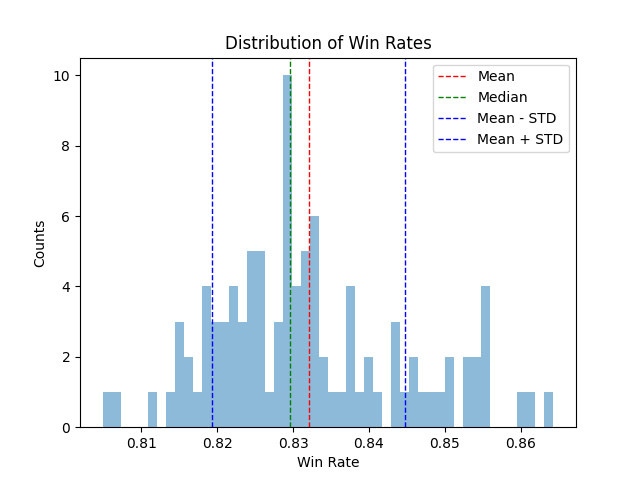 Distribution of Win Rates
Mean
Median
Mean - STD
Mean + STD
10
8
6
4
2
0
Counts
0.81 0.82 0.83 0.84 0.85 0.86
Win Rate